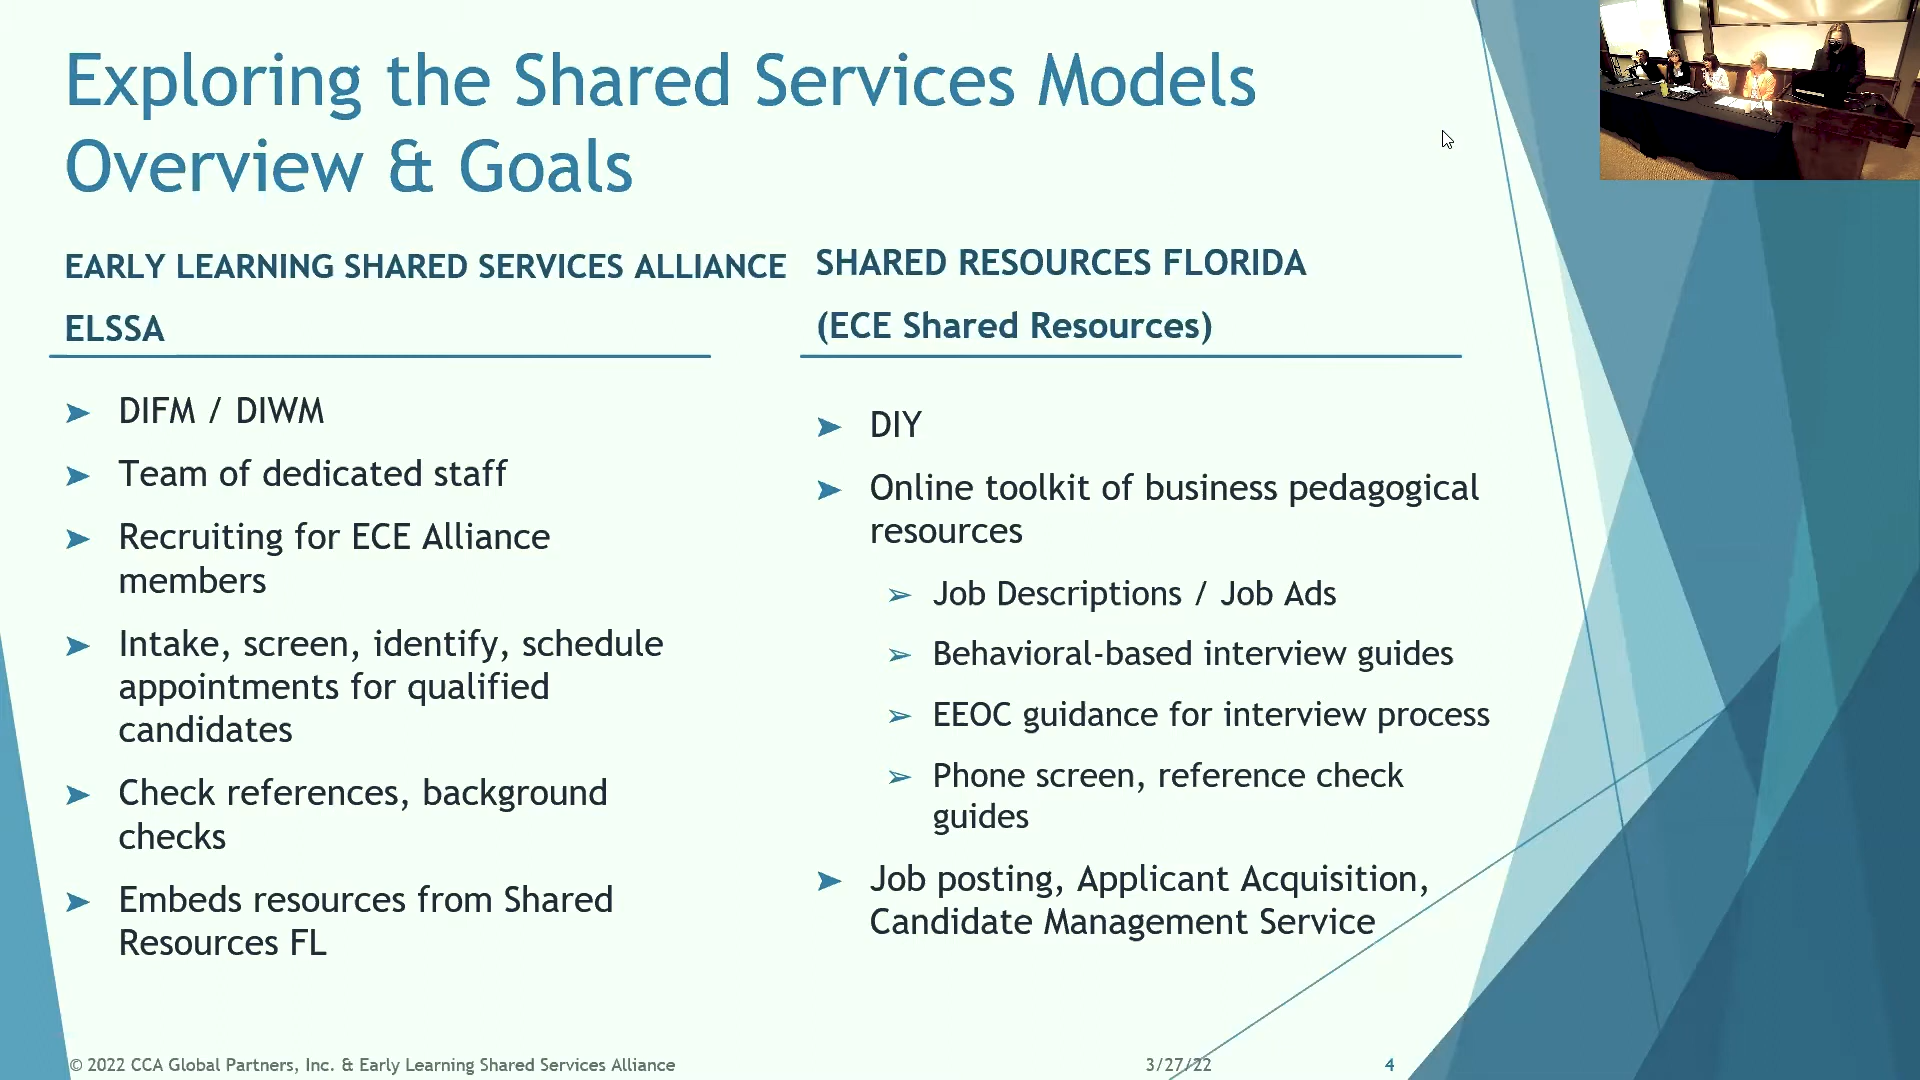 Exploring the Shared Services Models
Overview & Goals
EARLY LEARNING SHARED SERVICES ALLIANCE
ELSSA
➤ DIFM / DIWM
➤ Team of dedicated staff
➤ Recruiting for ECE Alliance
members
➤ Intake, screen, identify, schedule
appointments for qualified
candidates
➤ Check references, background
checks
➤ Embeds resources from Shared
Resources FL
SHARED RESOURCES FLORIDA
(ECE Shared Resources)
➤ DIY
➤ Online toolkit of business pedagogical
resources
➢ Job Descriptions / Job Ads
➢ Behavioral-based interview guides
➢ EEOC guidance for interview process
➢ Phone screen, reference check
guides
➤ Job posting, Applicant Acquisition,
Candidate Management Service
© 2022 CCA Global Partners, Inc. & Early Learning Shared Services Alliance
3/27/22
4